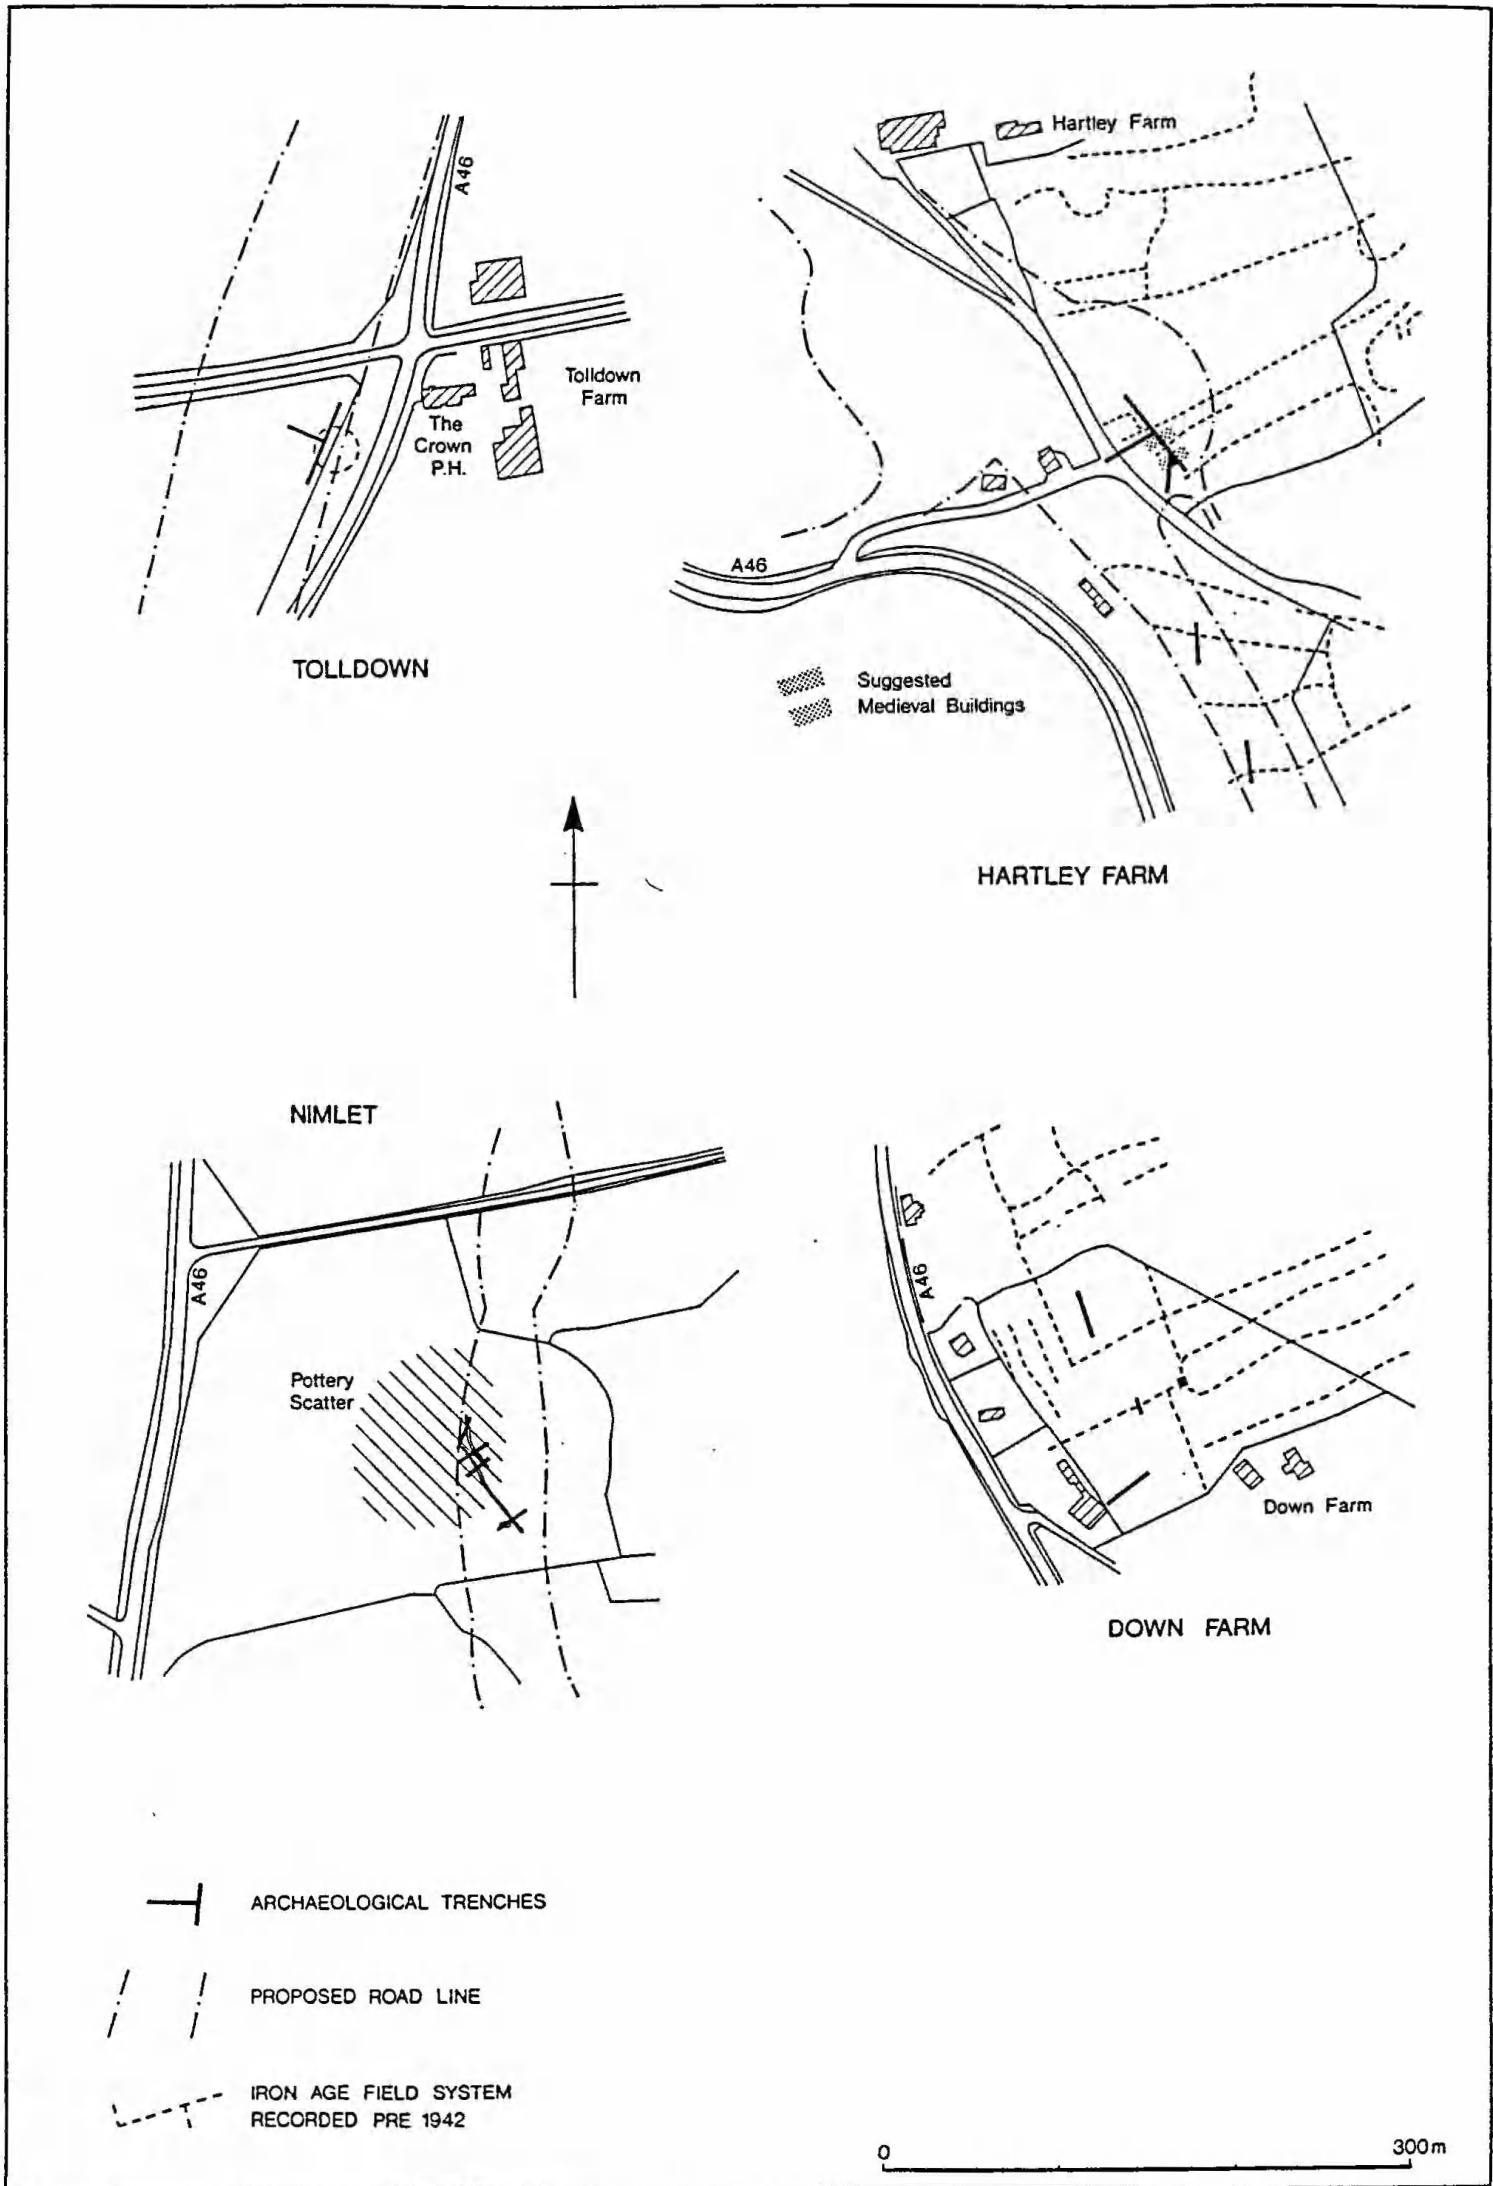 A46
Tolldown
Farm
The
Crown
P.H.
TOLLDOWN
Hartley Farm
A46
Suggested
Medieval Buildings
HARTLEY FARM
NIMLET
A46
Pottery
Scatter
A46
Down Farm
DOWN FARM
ARCHAEOLOGICAL TRENCHES
PROPOSED ROAD LINE
IRON AGE FIELD SYSTEM
RECORDED PRE 1942
0 300m